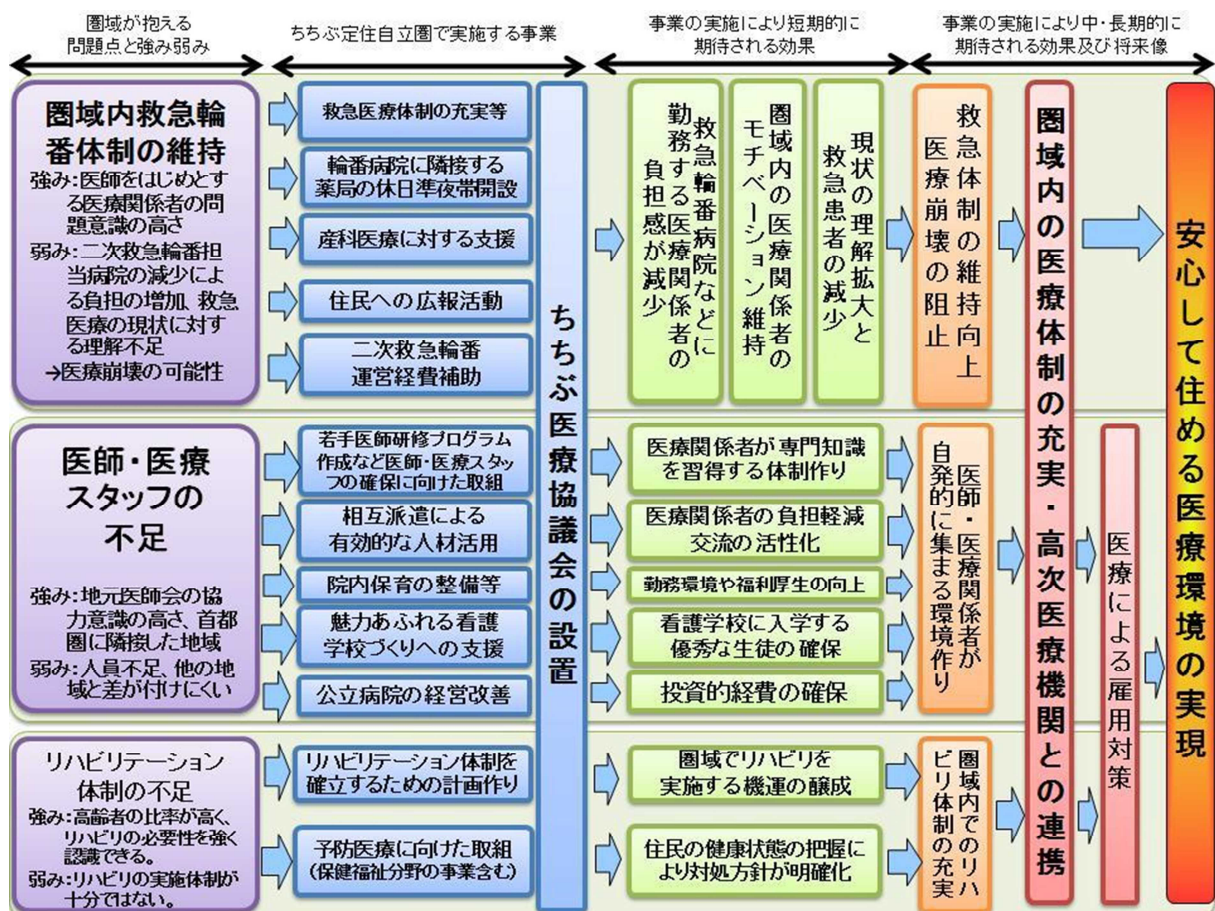 圏域が抱える
問題点と強み弱み
ちちぶ定住自立圏で実施する事業
事業の実施により短期的に
期待される効果
事業の実施により中・長期的に
期待される効果及び将来像
圏域内救急輪
番体制の維持
強み：医師をはじめとす
る医療関係者の問
題意識の高さ
弱み：二次救急輪番担
当病院の減少によ
る負担の増加、救急
医療の現状に対す
る理解不足
→医療崩壊の可能性
救急医療体制の充実等
輪番病院に隣接する
薬局の休日準夜帯開設
産科医療に対する支援
住民への広報活動
二次救急輪番
運営経費補助
救急輪番病院などに
勤務する医療関係者の
負担感が減少
圏域内の医療関係者の
モチベーション維持
現状の理解拡大と
救急患者の減少
救急体制の維持向上
医療崩壊の阻止
医師・医療
スタッフの
不足
強み：地元医師会の協
力意識の高さ、首都
圏に隣接した地域
弱み：人員不足、他の地
域と差が付けにくい
若手医師研修プログラム
作成など医師・医療スタッ
フの確保に向けた取組
相互派遣による
有効的な人材活用
院内保育の整備等
魅力あふれる看護
学校づくりへの支援
公立病院の経営改善
医療関係者が専門知識
を習得する体制作り
医療関係者の負担軽減
交流の活性化
勤務環境や福利厚生の向上
看護学校に入学する
優秀な生徒の確保
投資的経費の確保
医師・医療関係者が
自発的に集まる環境作り
リハビリテーション
体制の不足
強み：高齢者の比率が高く、
リハビリの必要性を強く
認識できる。
弱み：リハビリの実施体制が
十分ではない。
リハビリテーション体制を
確立するための計画作り
予防医療に向けた取組
（保健福祉分野の事業含む）
圏域でリハビリを
実施する機運の醸成
住民の健康状態の把握に
より対処方針が明確化
圏域内でのリハ
ビリ体制の充実
ちちぶ医療協議会の設置
圏域内の医療体制の充実・高次医療機関との連携
医療による雇用対策
安心して住める医療環境の実現